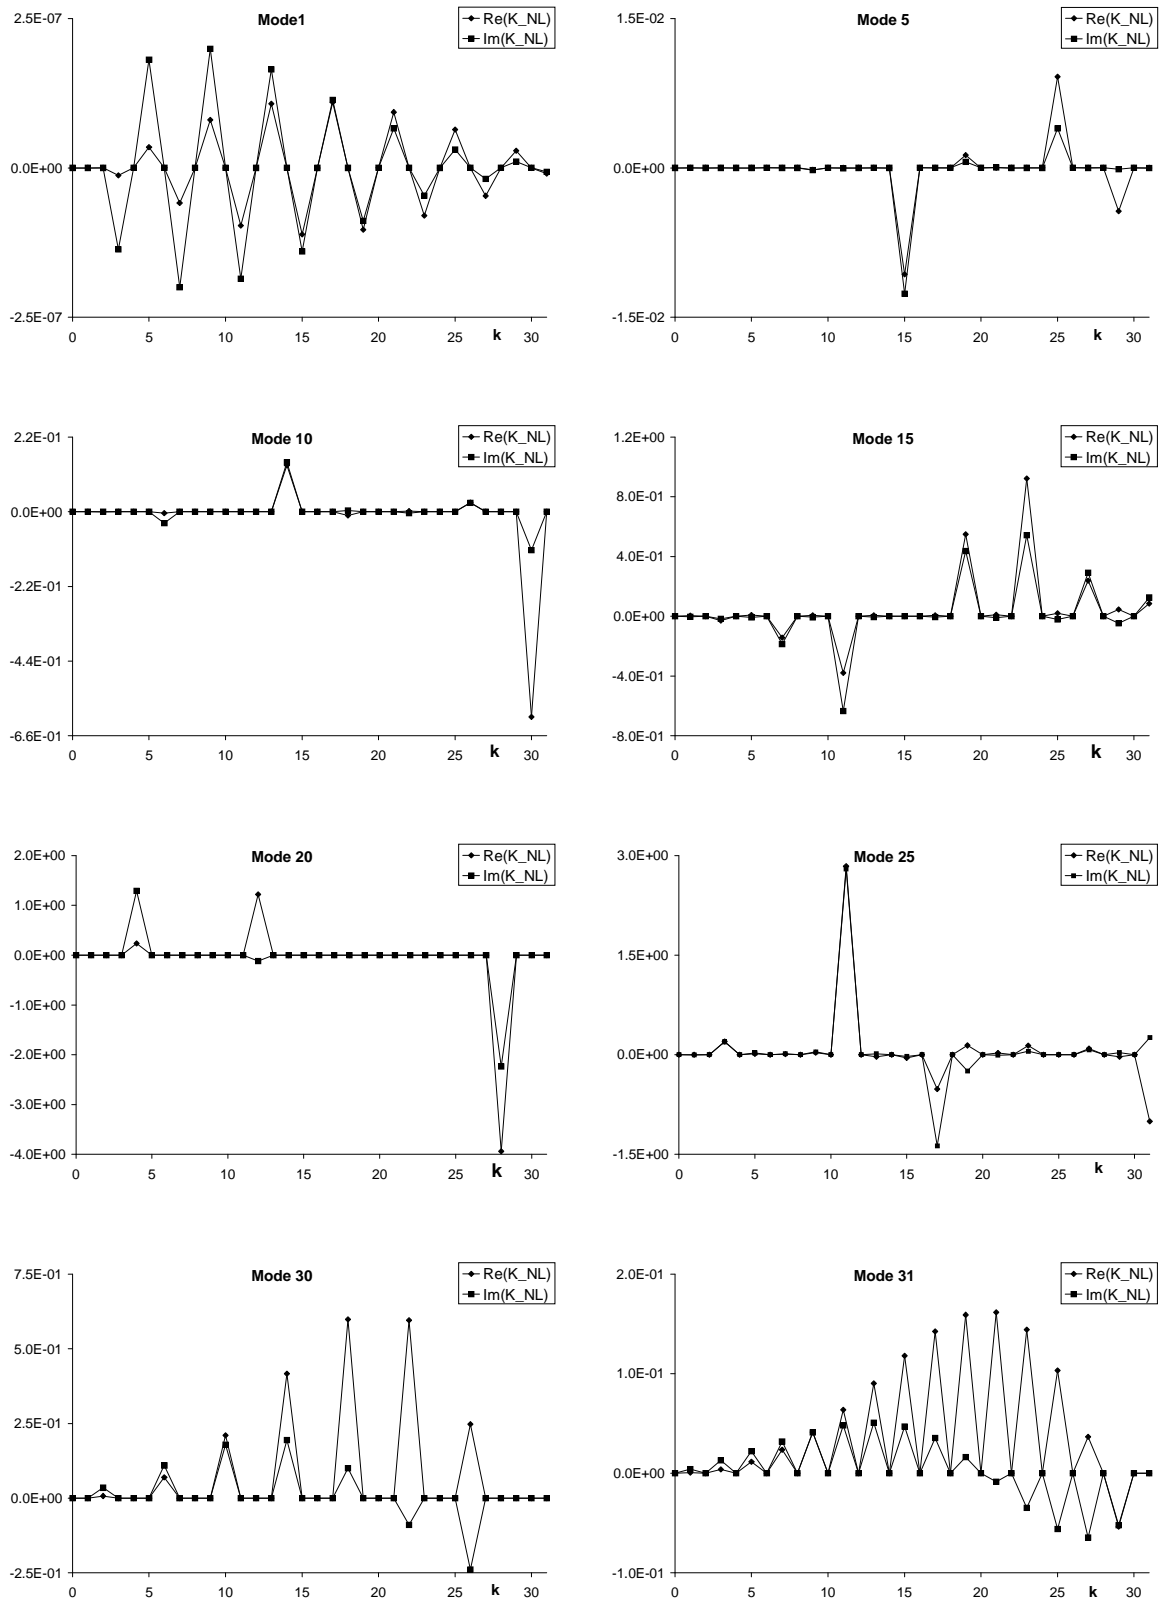 Mode1
Re(K_NL)
Im(K_NL)
2.5E-07
0.0E+00
-2.5E-07
0 5 10 15 20 25 k 30
Mode 5
Re(K_NL)
Im(K_NL)
1.5E-02
0.0E+00
-1.5E-02
0 5 10 15 20 25 k 30
Mode 10
Re(K_NL)
Im(K_NL)
2.2E-01
0.0E+00
-2.2E-01
-4.4E-01
-6.6E-01
0 5 10 15 20 25 k 30
Mode 15
Re(K_NL)
Im(K_NL)
1.2E+00
8.0E-01
4.0E-01
0.0E+00
-4.0E-01
-8.0E-01
0 5 10 15 20 25 k 30
Mode 20
Re(K_NL)
Im(K_NL)
2.0E+00
1.0E+00
0.0E+00
-1.0E+00
-2.0E+00
-3.0E+00
-4.0E+00
0 5 10 15 20 25 k 30
Mode 25
Re(K_NL)
Im(K_NL)
3.0E+00
1.5E+00
0.0E+00
-1.5E+00
0 5 10 15 20 25 k 30
Mode 30
Re(K_NL)
Im(K_NL)
7.5E-01
5.0E-01
2.5E-01
0.0E+00
-2.5E-01
0 5 10 15 20 25 k 30
Mode 31
Re(K_NL)
Im(K_NL)
2.0E-01
1.0E-01
0.0E+00
-1.0E-01
0 5 10 15 20 25 k 30